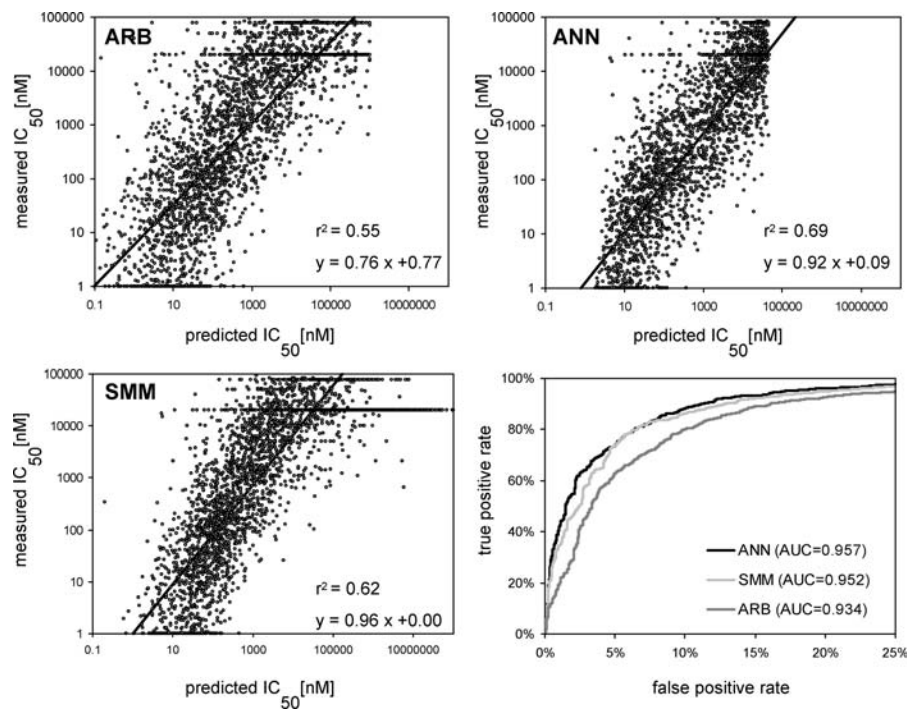 ARB
100000
10000
1000
100
10
1
measured IC50[nM]
r² = 0.55
y = 0.76 x +0.77
0.1 10 1000 100000 10000000
predicted IC50[nM]
ANN
100000
10000
1000
100
10
1
measured IC50[nM]
r² = 0.69
y = 0.92 x +0.09
0.1 10 1000 100000 10000000
predicted IC50[nM]
SMM
100000
10000
1000
100
10
1
measured IC50[nM]
r² = 0.62
y = 0.96 x +0.00
0.1 10 1000 100000 10000000
predicted IC50[nM]
100%
80%
60%
40%
20%
0%
true positive rate
ANN (AUC=0.957)
SMM (AUC=0.952)
ARB (AUC=0.934)
0% 5% 10% 15% 20% 25%
false positive rate